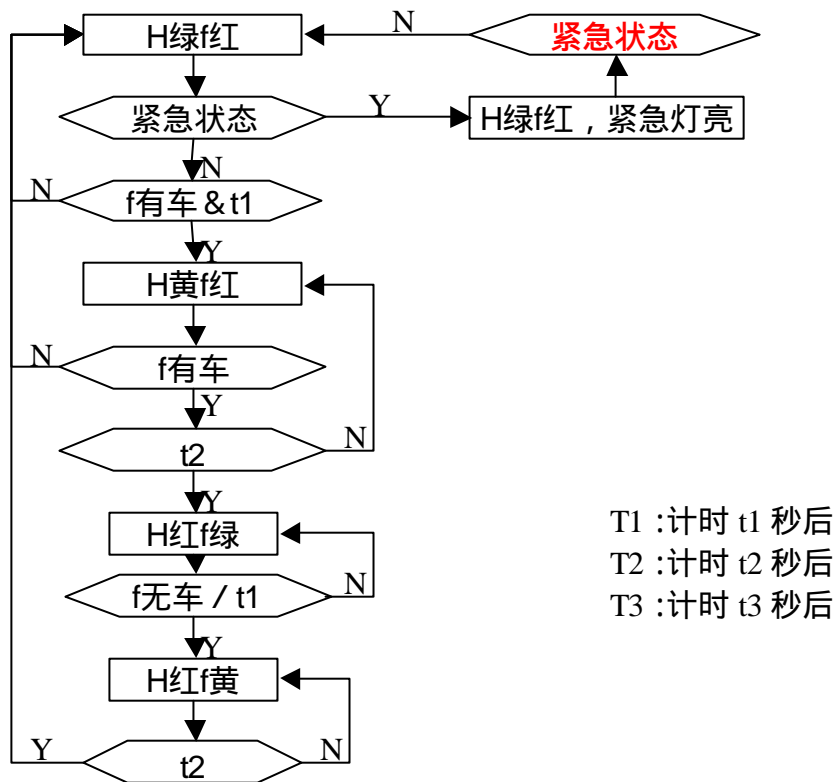 H绿f红
N
紧急状态
紧急状态
Y
H绿f红，紧急灯亮
N
N
f有车＆t1
Y
H黄f红
N
f有车
Y
t2
N
Y
H红f绿
f无车／t1
N
Y
H红f黄
Y
t2
N
T1 :计时 t1 秒后
T2 :计时 t2 秒后
T3 :计时 t3 秒后